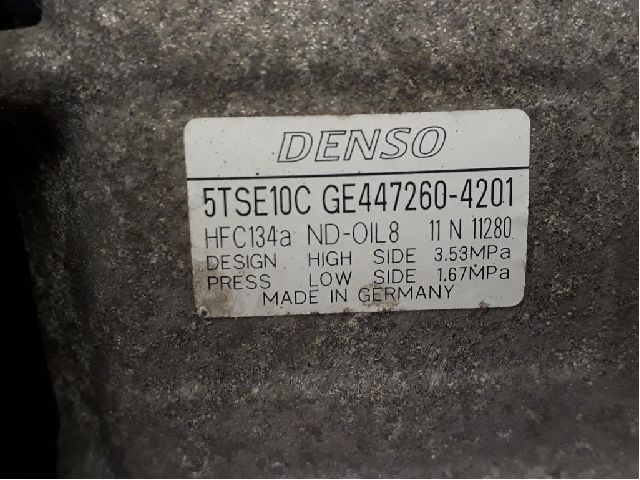 DENSO
5TSE10C GE447260-4201
HFC134a ND-OIL8 11 N 11280
DESIGN HIGH SIDE 3.53MPa
PRESS LOW SIDE 1.67MPa
MADE IN GERMANY